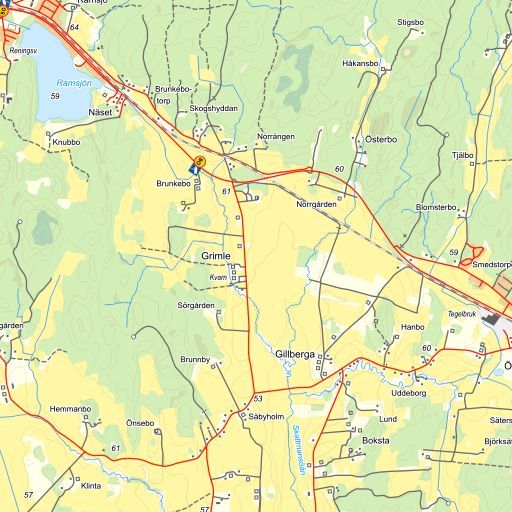 Ramsjö
64
Stigsbo
Reningsv.
Håkansbo
Ramsjön
59
Brunkebo-
torp
Skogshyddan
Näset
Norrängen
Österbo
Knubbo
Tjälbo
60
Brunkebo
61
Norrgården
Blomsterbo
59
Grimle
Smedstorp
Kvarn
Sörgården
Tegelbruk
Hanbo
Gillberga
60
Brunnby
Uddeborg
53
Hemmanbo
Önsebo
Säbyholm
Lund
Boksta
Skattmansöån
61
Klinta
57
57